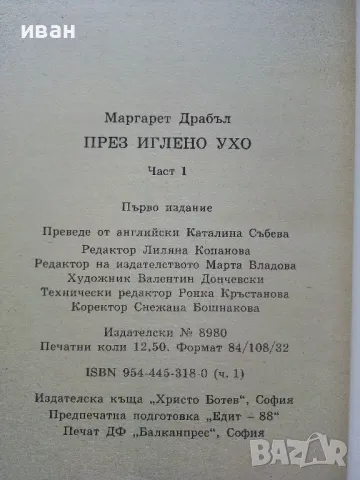 иван
Маргарет Драбъл
ПРЕЗ ИГЛЕНО УХО
Част 1
Първо издание
Преведе от английски Каталина Събева
Редактор Лиляна Копанова
Редактор на издателството Марта Владова
Художник Валентин Дончевски
Технически редактор Ронка Кръстанова
Коректор Снежана Бошнакова
Издателски № 8980
Печатни коли 12,50. Формат 84/108/32
ISBN 954-445-318-0 (ч. 1)
Издателска къща „Христо Ботев", София
Предпечатна подготовка „Едит - 88"
Печат ДФ „Балканпрес", София
BAZAR